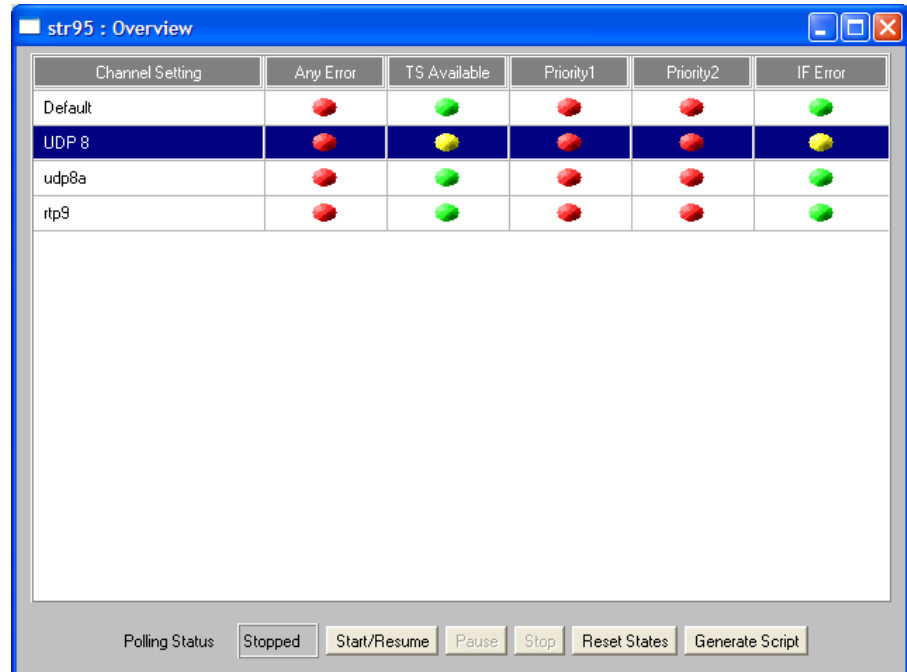 str95 : Overview
Channel Setting Any Error TS Available Priority1 Priority2 IF Error
Default
UDP 8
udp8a
rtp9
Polling Status Stopped Start/Resume Pause Stop Reset States Generate Script